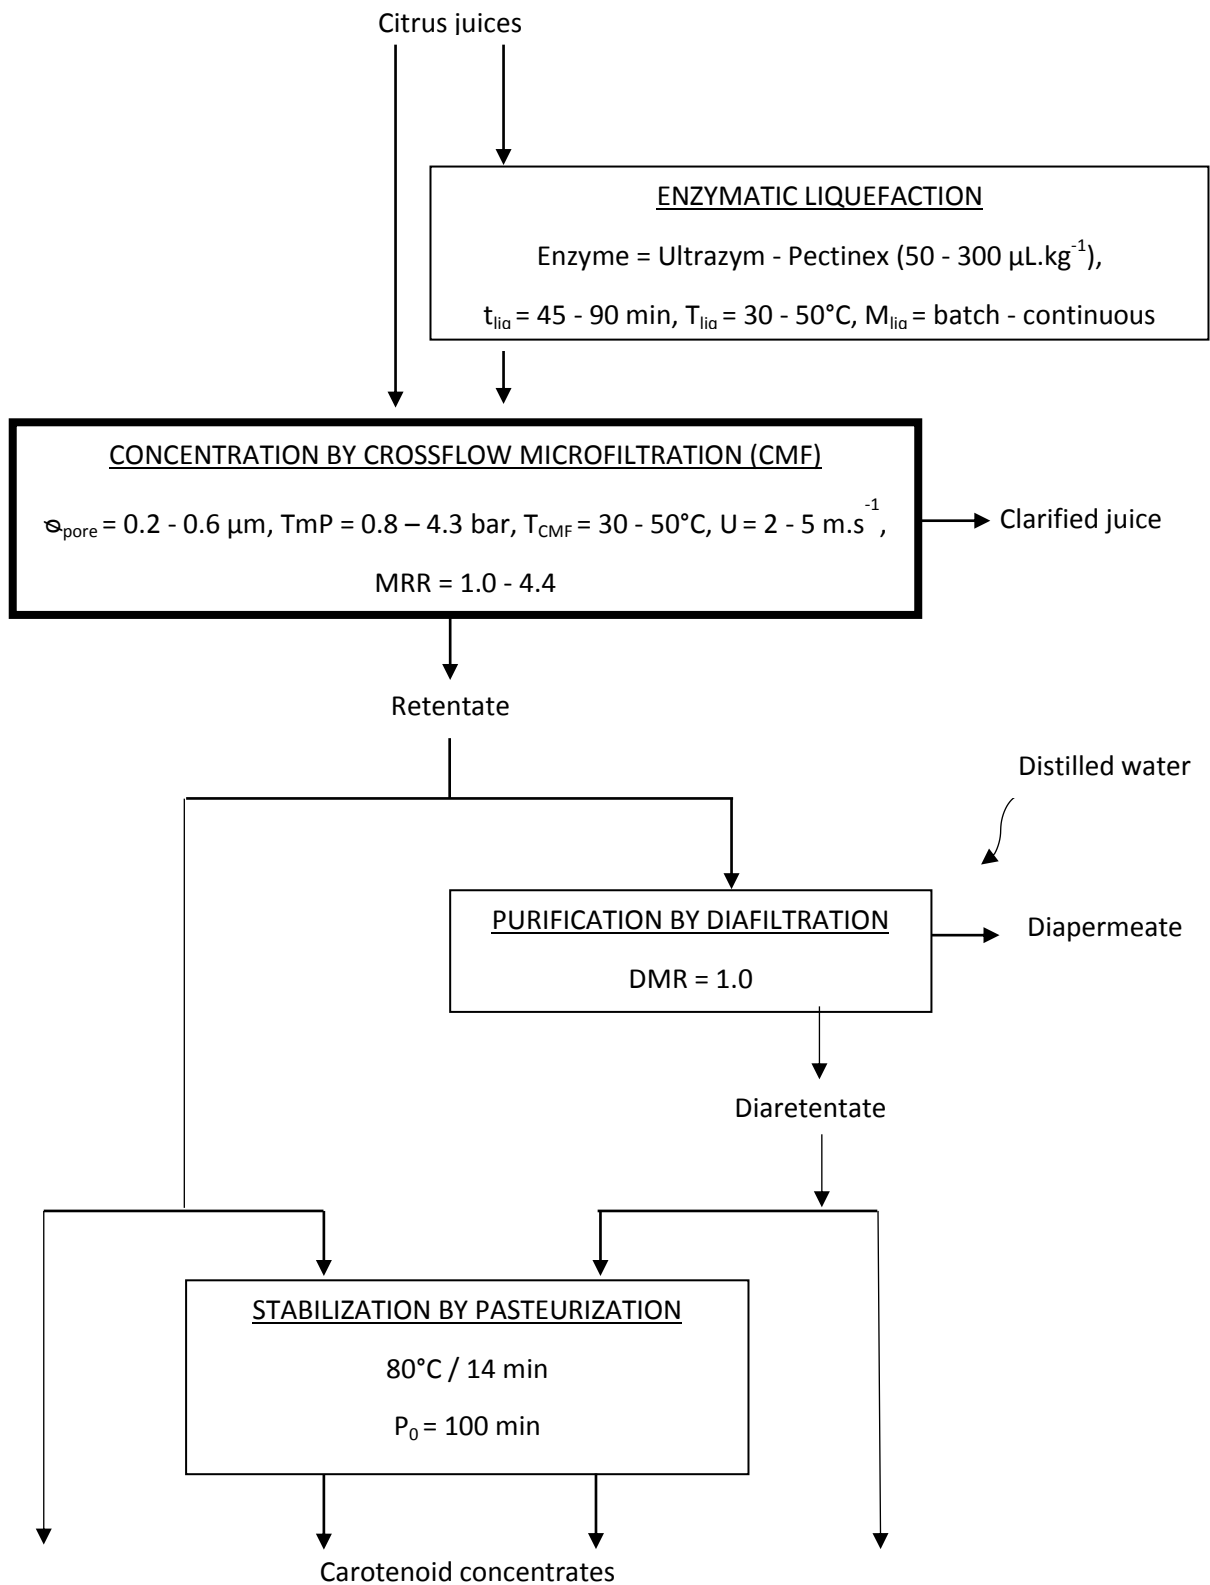 Citrus juices
ENZYMATIC LIQUEFACTION
Enzyme = Ultrazym - Pectinex (50 - 300 µL.kg⁻¹),
tₗᵢq = 45 - 90 min, Tₗᵢq = 30 - 50°C, Mₗᵢq = batch - continuous
CONCENTRATION BY CROSSFLOW MICROFILTRATION (CMF)
 φpore = 0.2 - 0.6 µm, TmP = 0.8 – 4.3 bar, TCMF = 30 - 50°C, U = 2 - 5 m.s⁻¹,
MRR = 1.0 - 4.4
Clarified juice
Retentate
Distilled water
PURIFICATION BY DIAFILTRATION
DMR = 1.0
Diapermeate
Diaretentate
STABILIZATION BY PASTEURIZATION
80°C / 14 min
P₀ = 100 min
Carotenoid concentrates